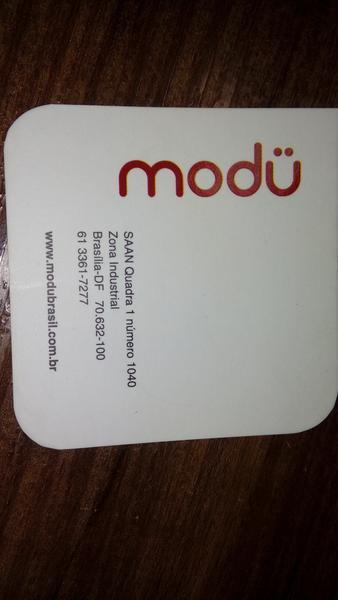 modü
SAAN Quadra 1 número 1040
Zona Industrial
Brasília-DF 70.632-100
61 3361-7277
www.modubrasil.com.br